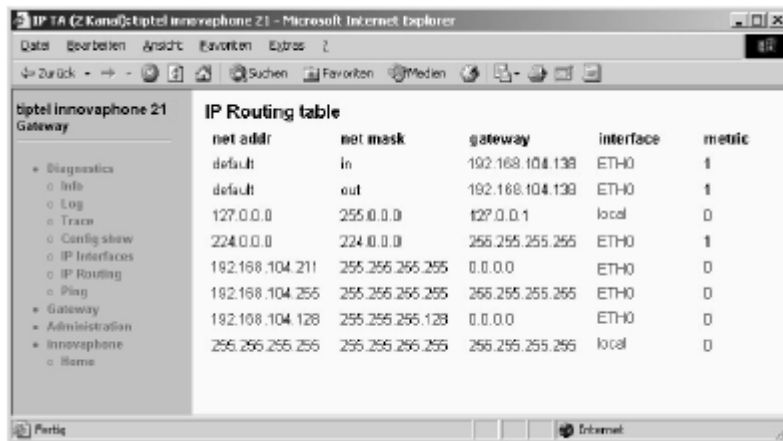 IP TA (2 Kanal): tiptel innovaphone 21 - Microsoft Internet Explorer
Datei Bearbeiten Ansicht Favoriten Extras ?
Zurück Suchen Favoriten Medien
tiptel innovaphone 21
Gateway
Diagnostics
Info
Log
Trace
Config show
IP Interfaces
IP Routing
Ping
Gateway
Administration
Innovaphone
Home
IP Routing table
net addr net mask gateway interface metric
default in 192.168.104.138 ETH0 1
default out 192.168.104.138 ETH0 1
127.0.0.0 255.0.0.0 127.0.0.1 local 0
224.0.0.0 224.0.0.0 255.255.255.255 ETH0 1
192.168.104.211 255.255.255.255 0.0.0.0 ETH0 0
192.168.104.255 255.255.255.255 255.255.255.255 ETH0 0
192.168.104.128 255.255.255.128 0.0.0.0 ETH0 0
255.255.255.255 255.255.255.255 255.255.255.255 local 0
Fertig Internet